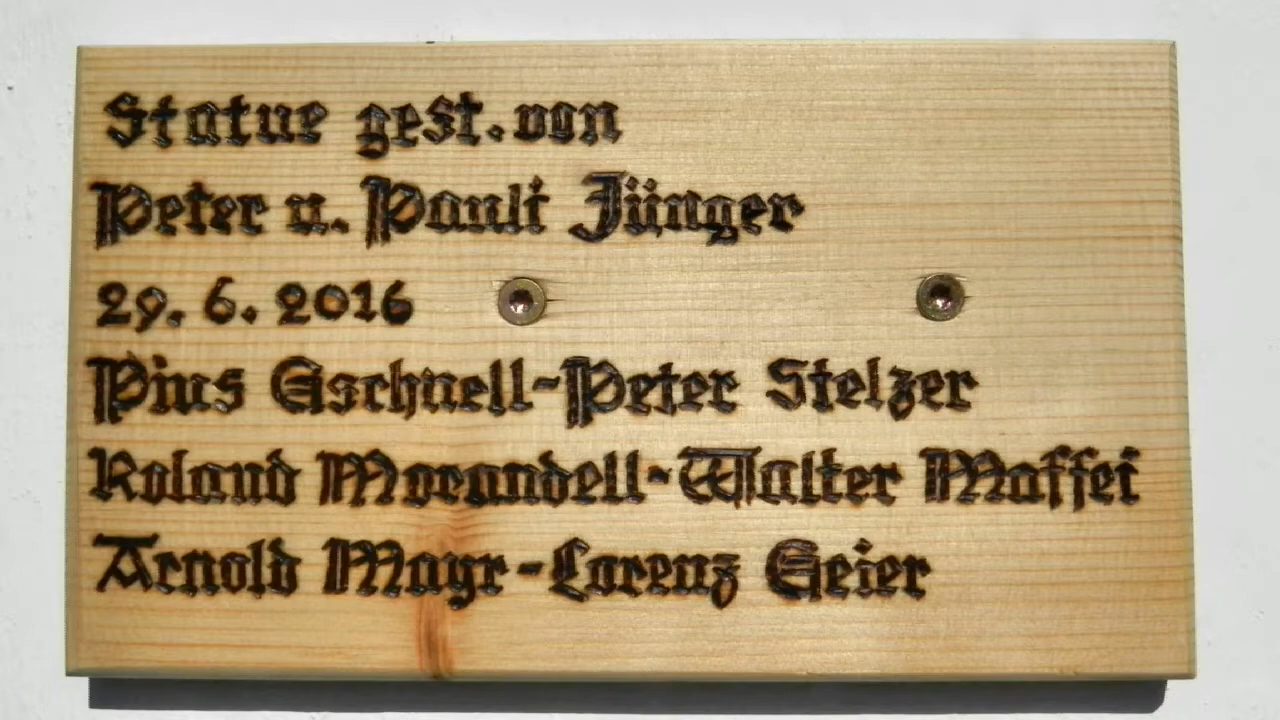 Statue gest. von
Peter u. Pauli Jünger
29. 6. 2016
Pius Gschnell-Peter Stelzer
Roland Morandell-Walter Maffei
Arnold Mayr-Lorenz Geier